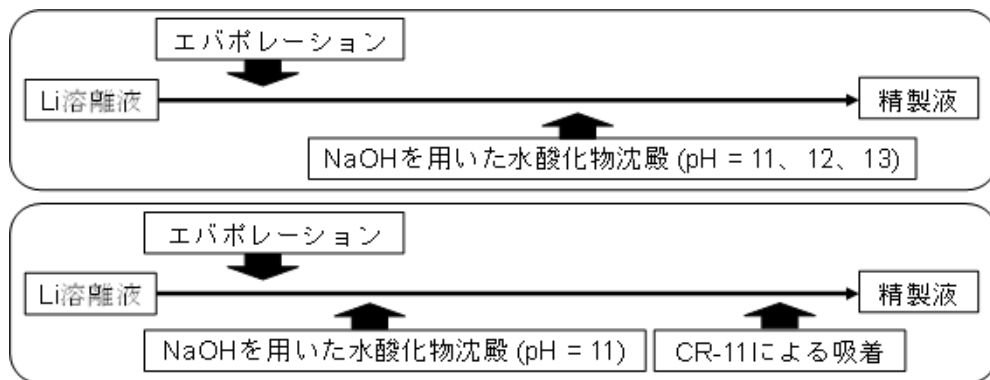 エバポレーション
Li溶離液
精製液
NaOHを用いた水酸化物沈殿 (pH = 11、12、13)
エバポレーション
Li溶離液
精製液
NaOHを用いた水酸化物沈殿 (pH = 11)
CR-11による吸着